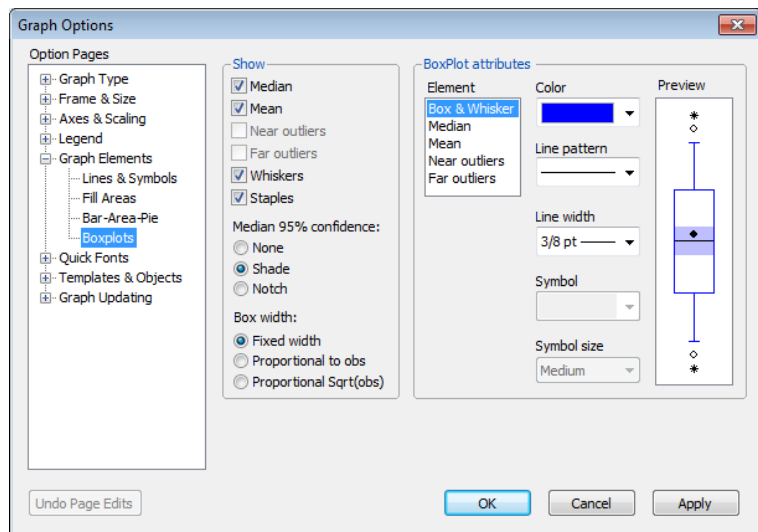 Graph Options
Option Pages
Graph Type
Frame & Size
Axes & Scaling
Legend
Graph Elements
Lines & Symbols
Fill Areas
Bar-Area-Pie
Boxplots
Quick Fonts
Templates & Objects
Graph Updating
Show
Median
Mean
Near outliers
Far outliers
Whiskers
Staples
Median 95% confidence:
None
Shade
Notch
Box width:
Fixed width
Proportional to obs
Proportional Sqrt(obs)
BoxPlot attributes
Element
Box & Whisker
Median
Mean
Near outliers
Far outliers
Color
Line pattern
Line width
3/8 pt
Symbol
Symbol size
Medium
Preview
Undo Page Edits
OK
Cancel
Apply